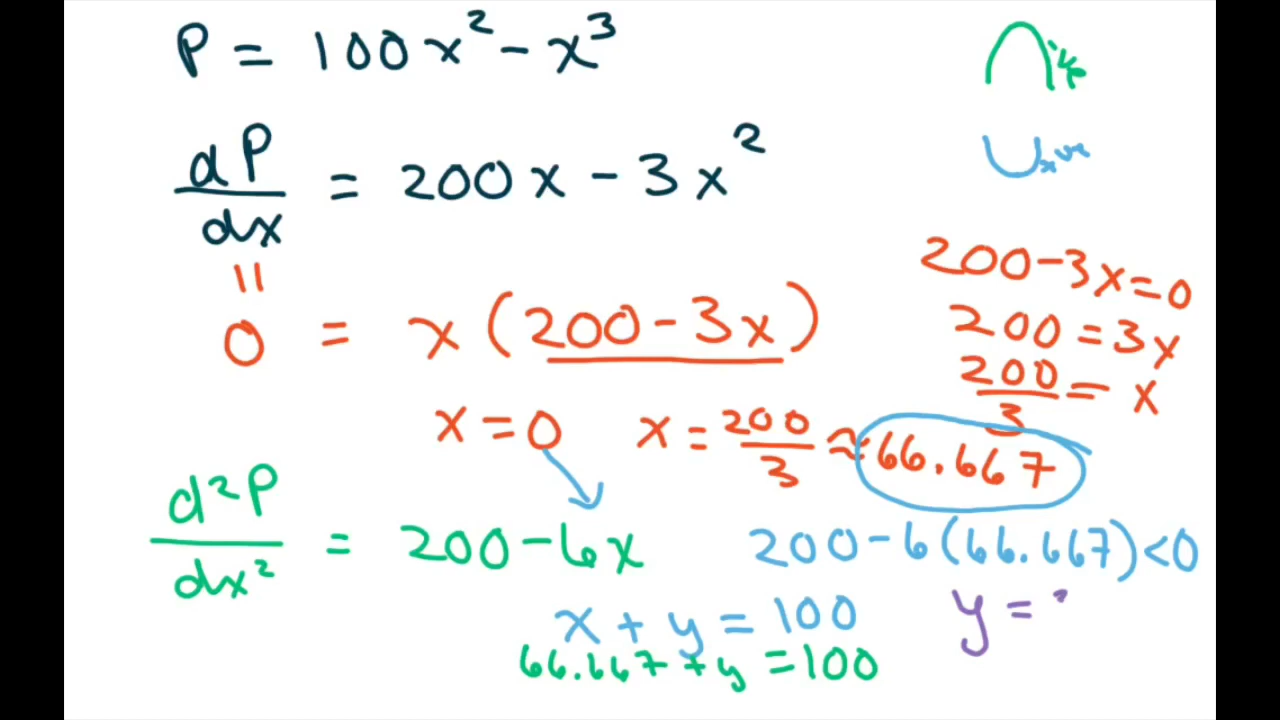 P = 100x² - x³
dP/dx = 200x - 3x²
||
0 = x(200 - 3x)
x = 0 x = 200/3 ≈ 66.667
200 - 3x = 0
200 = 3x
200/3 = x
d²P/dx² = 200 - 6x
200 - 6(66.667) < 0
x + y = 100
66.667 + y = 100
y =